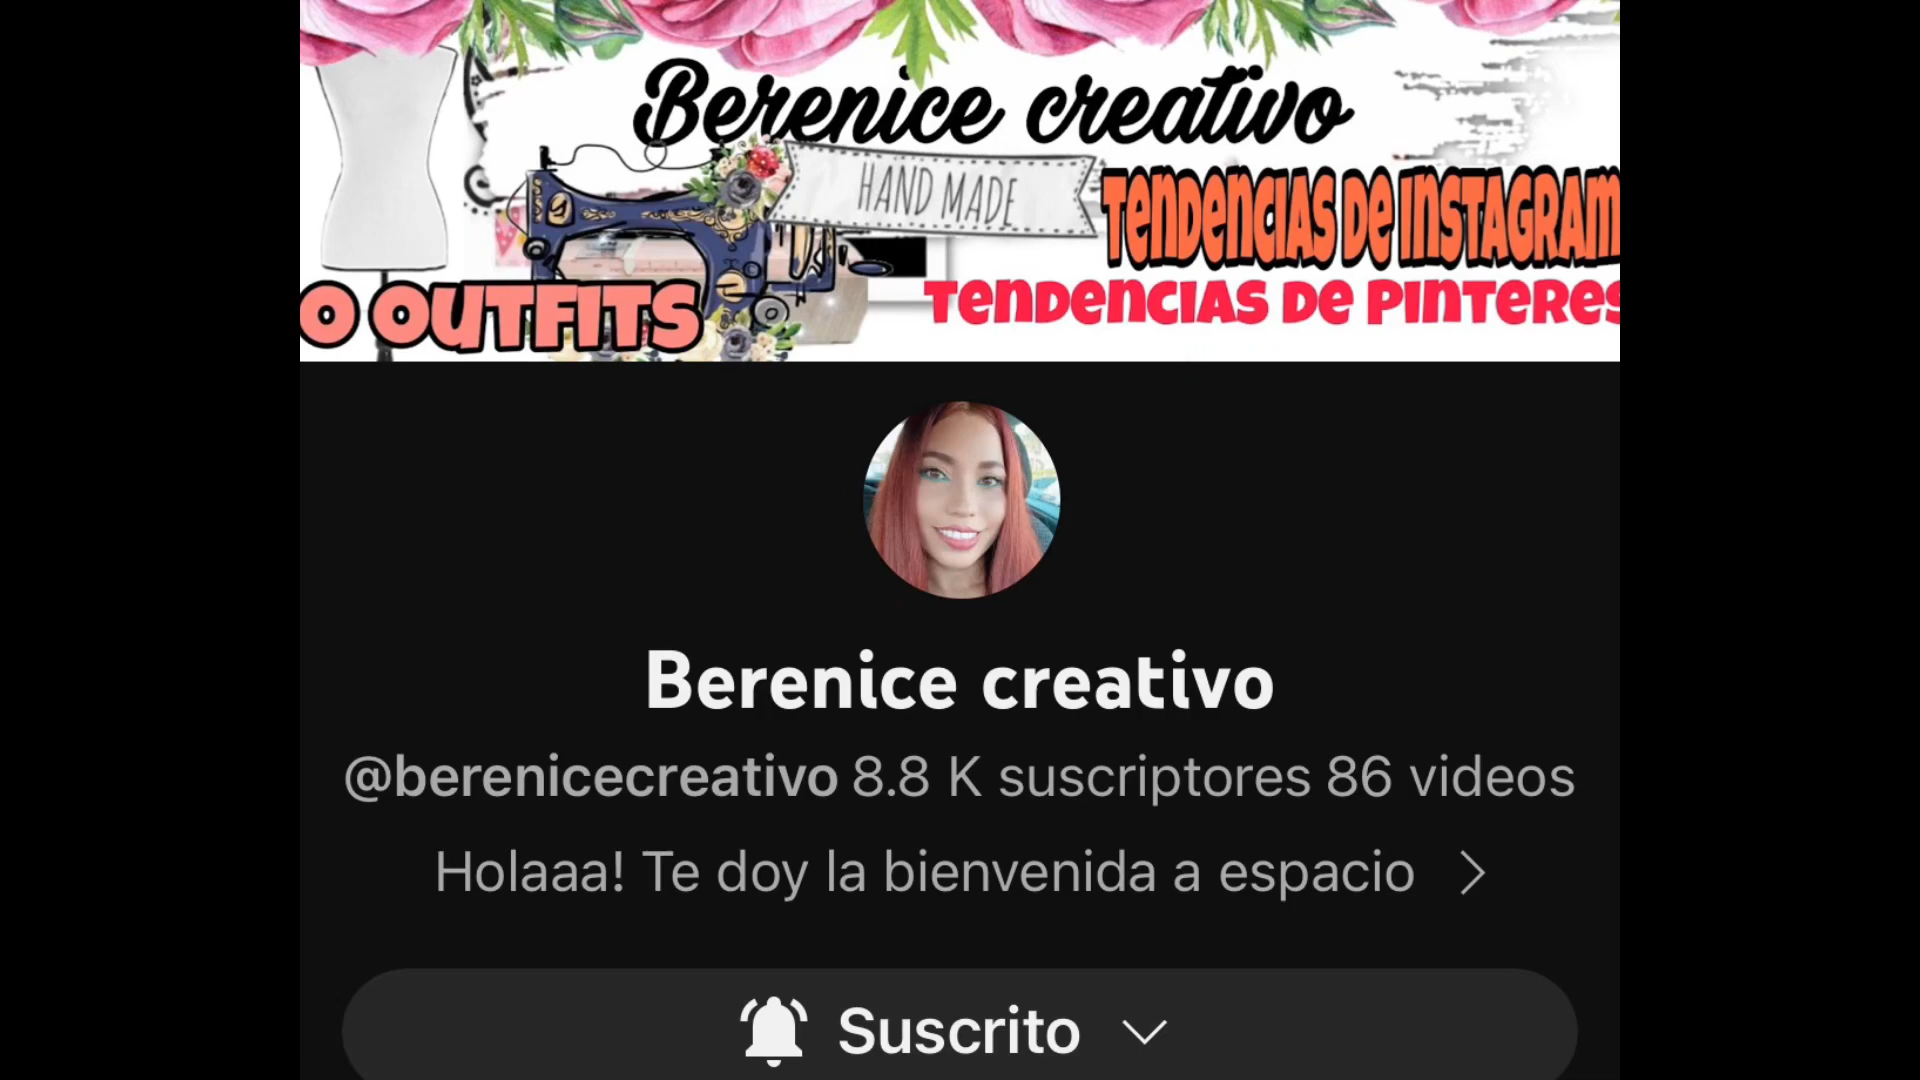 Berenice creativo
HAND MADE
TENDENCIAS DE INSTAGRAM
O OUTFITS
TENDENCIAS DE PINTERES
Berenice creativo
@berenicecreativo 8.8 K suscriptores 86 videos
Holaaa! Te doy la bienvenida a espacio
Suscrito